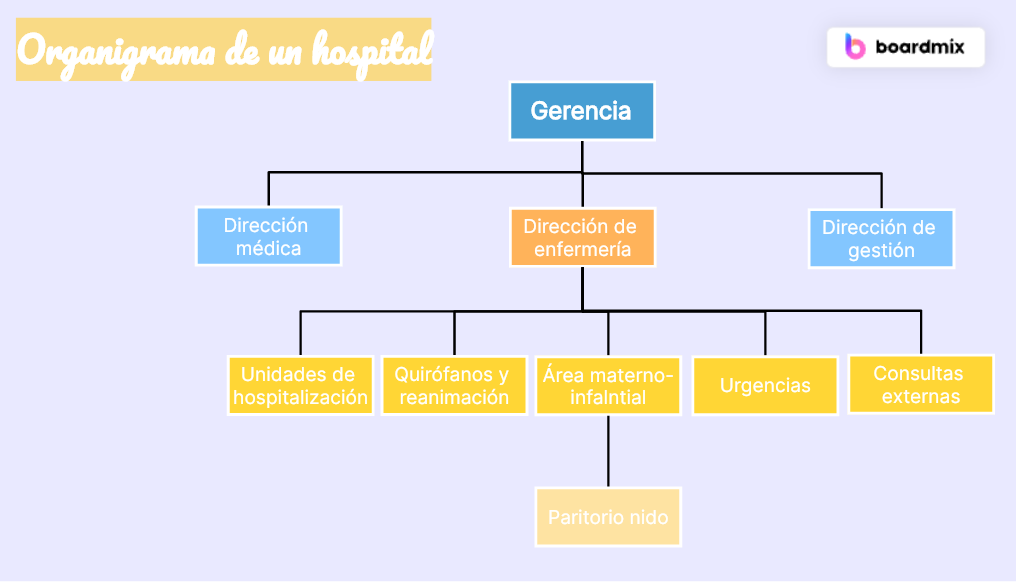 Organigrama de un hospital
boardmix
Gerencia
Dirección
médica
Dirección de
enfermería
Dirección de
gestión
Unidades de
hospitalización
Quirófanos y
reanimación
Área materno-
infalntial
Urgencias
Consultas
externas
Paritorio nido